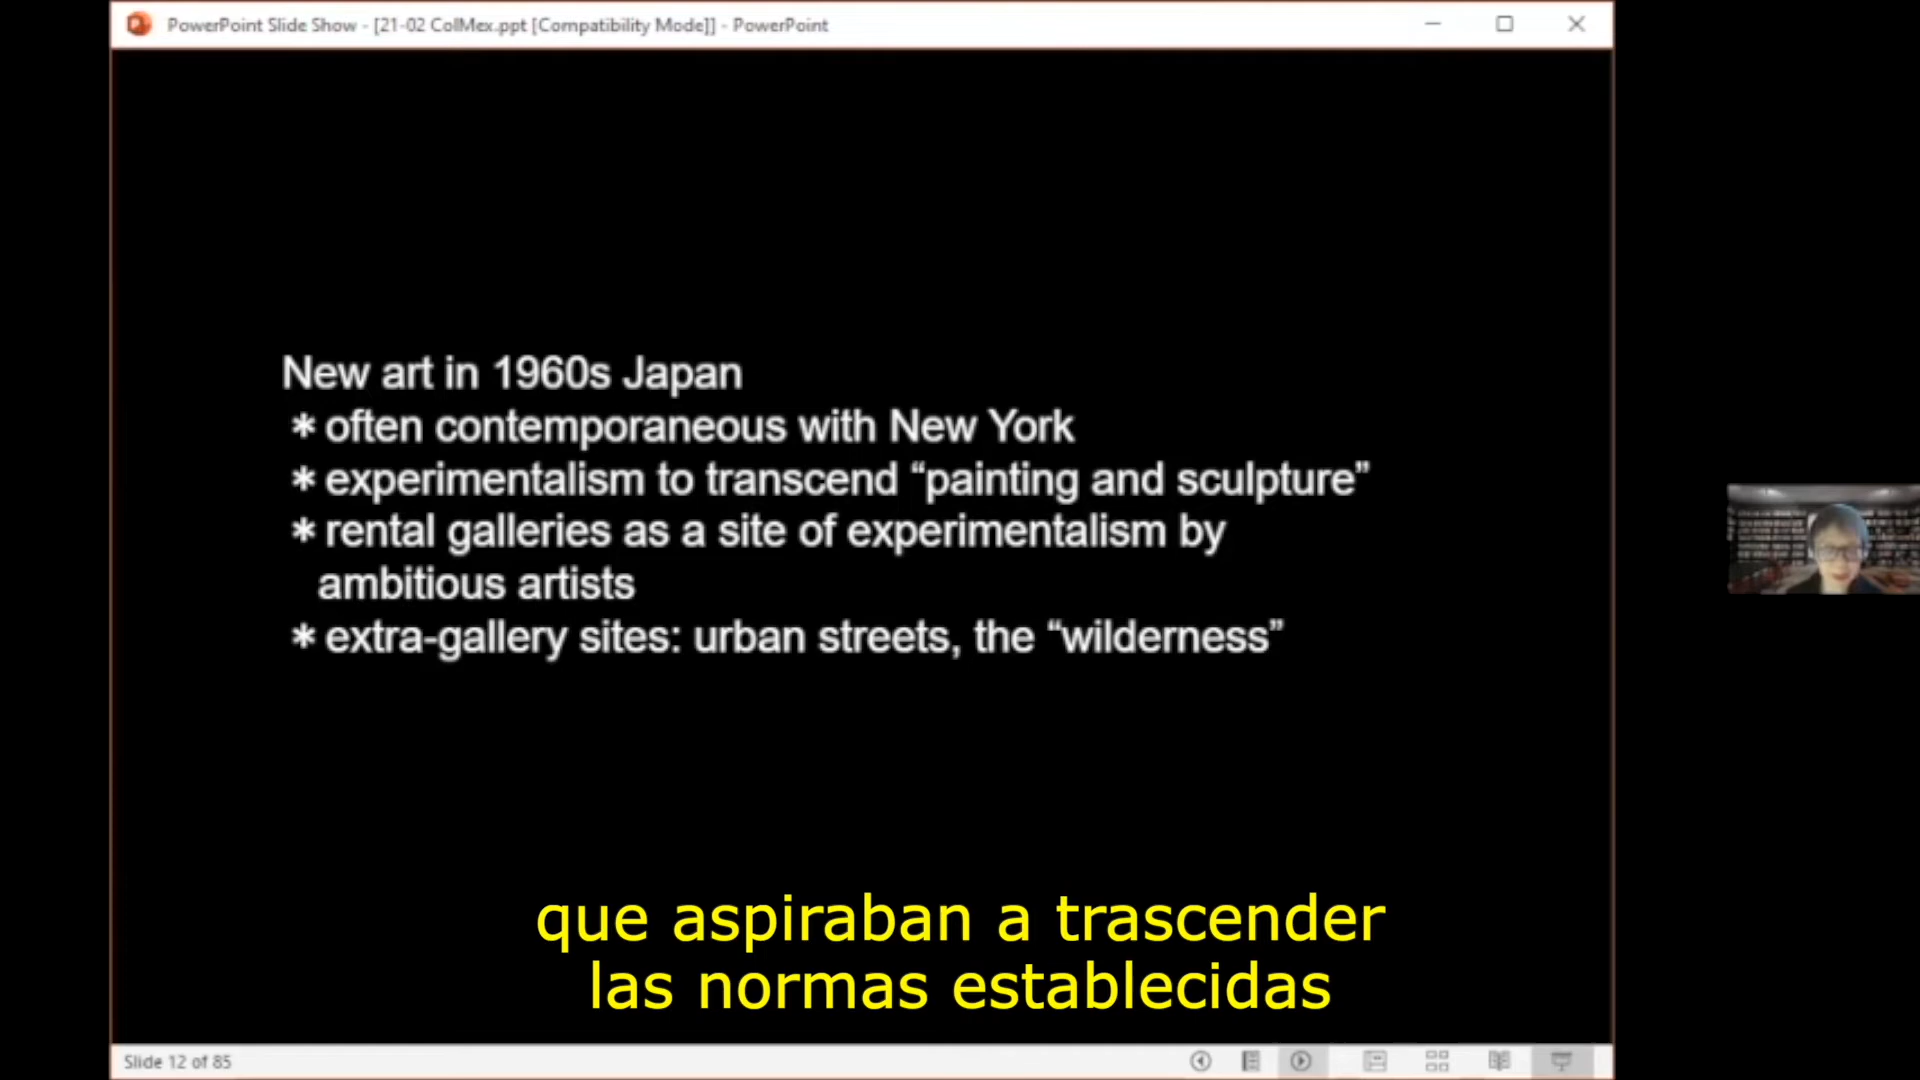 PowerPoint Slide Show - [21-02 ColMex.ppt [Compatibility Mode]] - PowerPoint
New art in 1960s Japan
* often contemporaneous with New York
* experimentalism to transcend “painting and sculpture”
* rental galleries as a site of experimentalism by
ambitious artists
* extra-gallery sites: urban streets, the “wilderness”
que aspiraban a trascender
las normas establecidas
Slide 12 of 85